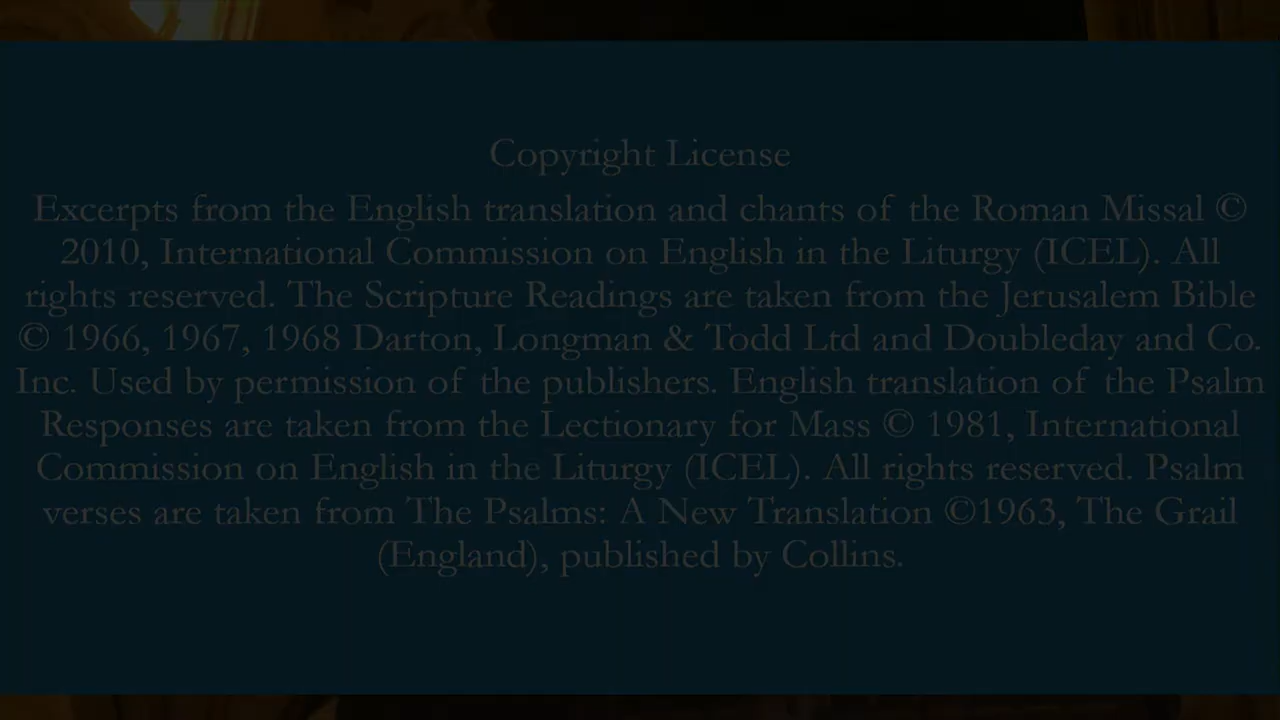 Copyright License
Excerpts from the English translation and chants of the Roman Missal ©
2010, International Commission on English in the Liturgy (ICEL). All
rights reserved. The Scripture Readings are taken from the Jerusalem Bible
© 1966, 1967, 1968 Darton, Longman & Todd Ltd and Doubleday and Co.
Inc. Used by permission of the publishers. English translation of the Psalm
Responses are taken from the Lectionary for Mass © 1981, International
Commission on English in the Liturgy (ICEL). All rights reserved. Psalm
verses are taken from The Psalms: A New Translation ©1963, The Grail
(England), published by Collins.